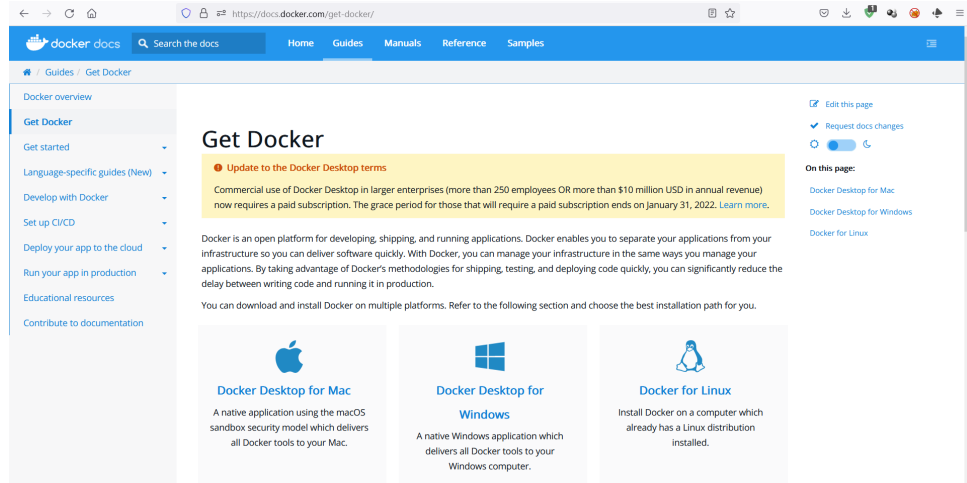 https://docs.docker.com/get-docker/
1
docker docs
Search the docs
Home
Guides
Manuals
Reference
Samples
/ Guides / Get Docker
Docker overview
Get Docker
Get started
Language-specific guides (New)
Develop with Docker
Set up CI/CD
Deploy your app to the cloud
Run your app in production
Educational resources
Contribute to documentation
Get Docker
Update to the Docker Desktop terms
Commercial use of Docker Desktop in larger enterprises (more than 250 employees OR more than $10 million USD in annual revenue)
now requires a paid subscription. The grace period for those that will require a paid subscription ends on January 31, 2022. Learn more.
Docker is an open platform for developing, shipping, and running applications. Docker enables you to separate your applications from your
infrastructure so you can deliver software quickly. With Docker, you can manage your infrastructure in the same ways you manage your
applications. By taking advantage of Docker's methodologies for shipping, testing, and deploying code quickly, you can significantly reduce the
delay between writing code and running it in production.
You can download and install Docker on multiple platforms. Refer to the following section and choose the best installation path for you.
Docker Desktop for Mac
A native application using the macOS
sandbox security model which delivers
all Docker tools to your Mac.
Docker Desktop for
Windows
A native Windows application which
delivers all Docker tools to your
Windows computer.
Docker for Linux
Install Docker on a computer which
already has a Linux distribution
installed.
Edit this page
Request docs changes
On this page:
Docker Desktop for Mac
Docker Desktop for Windows
Docker for Linux